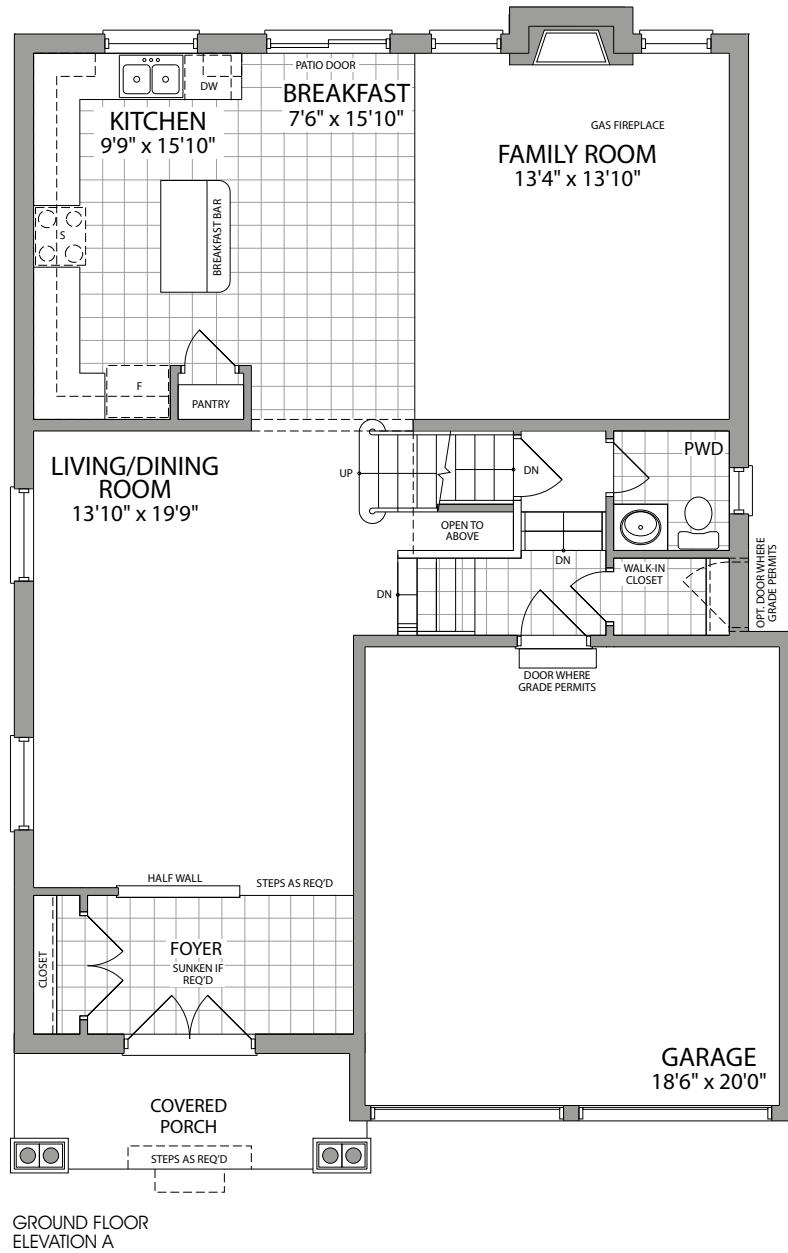 PATIO DOOR
DW
BREAKFAST
7'6" x 15'10"
KITCHEN
9'9" x 15'10"
GAS FIREPLACE
FAMILY ROOM
13'4" x 13'10"
S
BREAKFAST BAR
F
PANTRY
LIVING/DINING
ROOM
13'10" x 19'9"
UP
DN
PWD
OPEN TO
ABOVE
DN
WALK-IN
CLOSET
OPT. DOOR WHERE
GRADE PERMITS
DN
DOOR WHERE
GRADE PERMITS
HALF WALL
STEPS AS REQ'D
CLOSET
FOYER
SUNKEN IF
REQ'D
GARAGE
18'6" x 20'0"
COVERED
PORCH
STEPS AS REQ'D
GROUND FLOOR
ELEVATION A